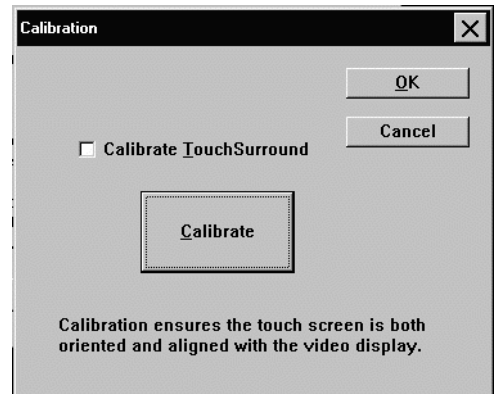 Calibration
OK
Cancel
Calibrate TouchSurround
Calibrate
Calibration ensures the touch screen is both
oriented and aligned with the video display.